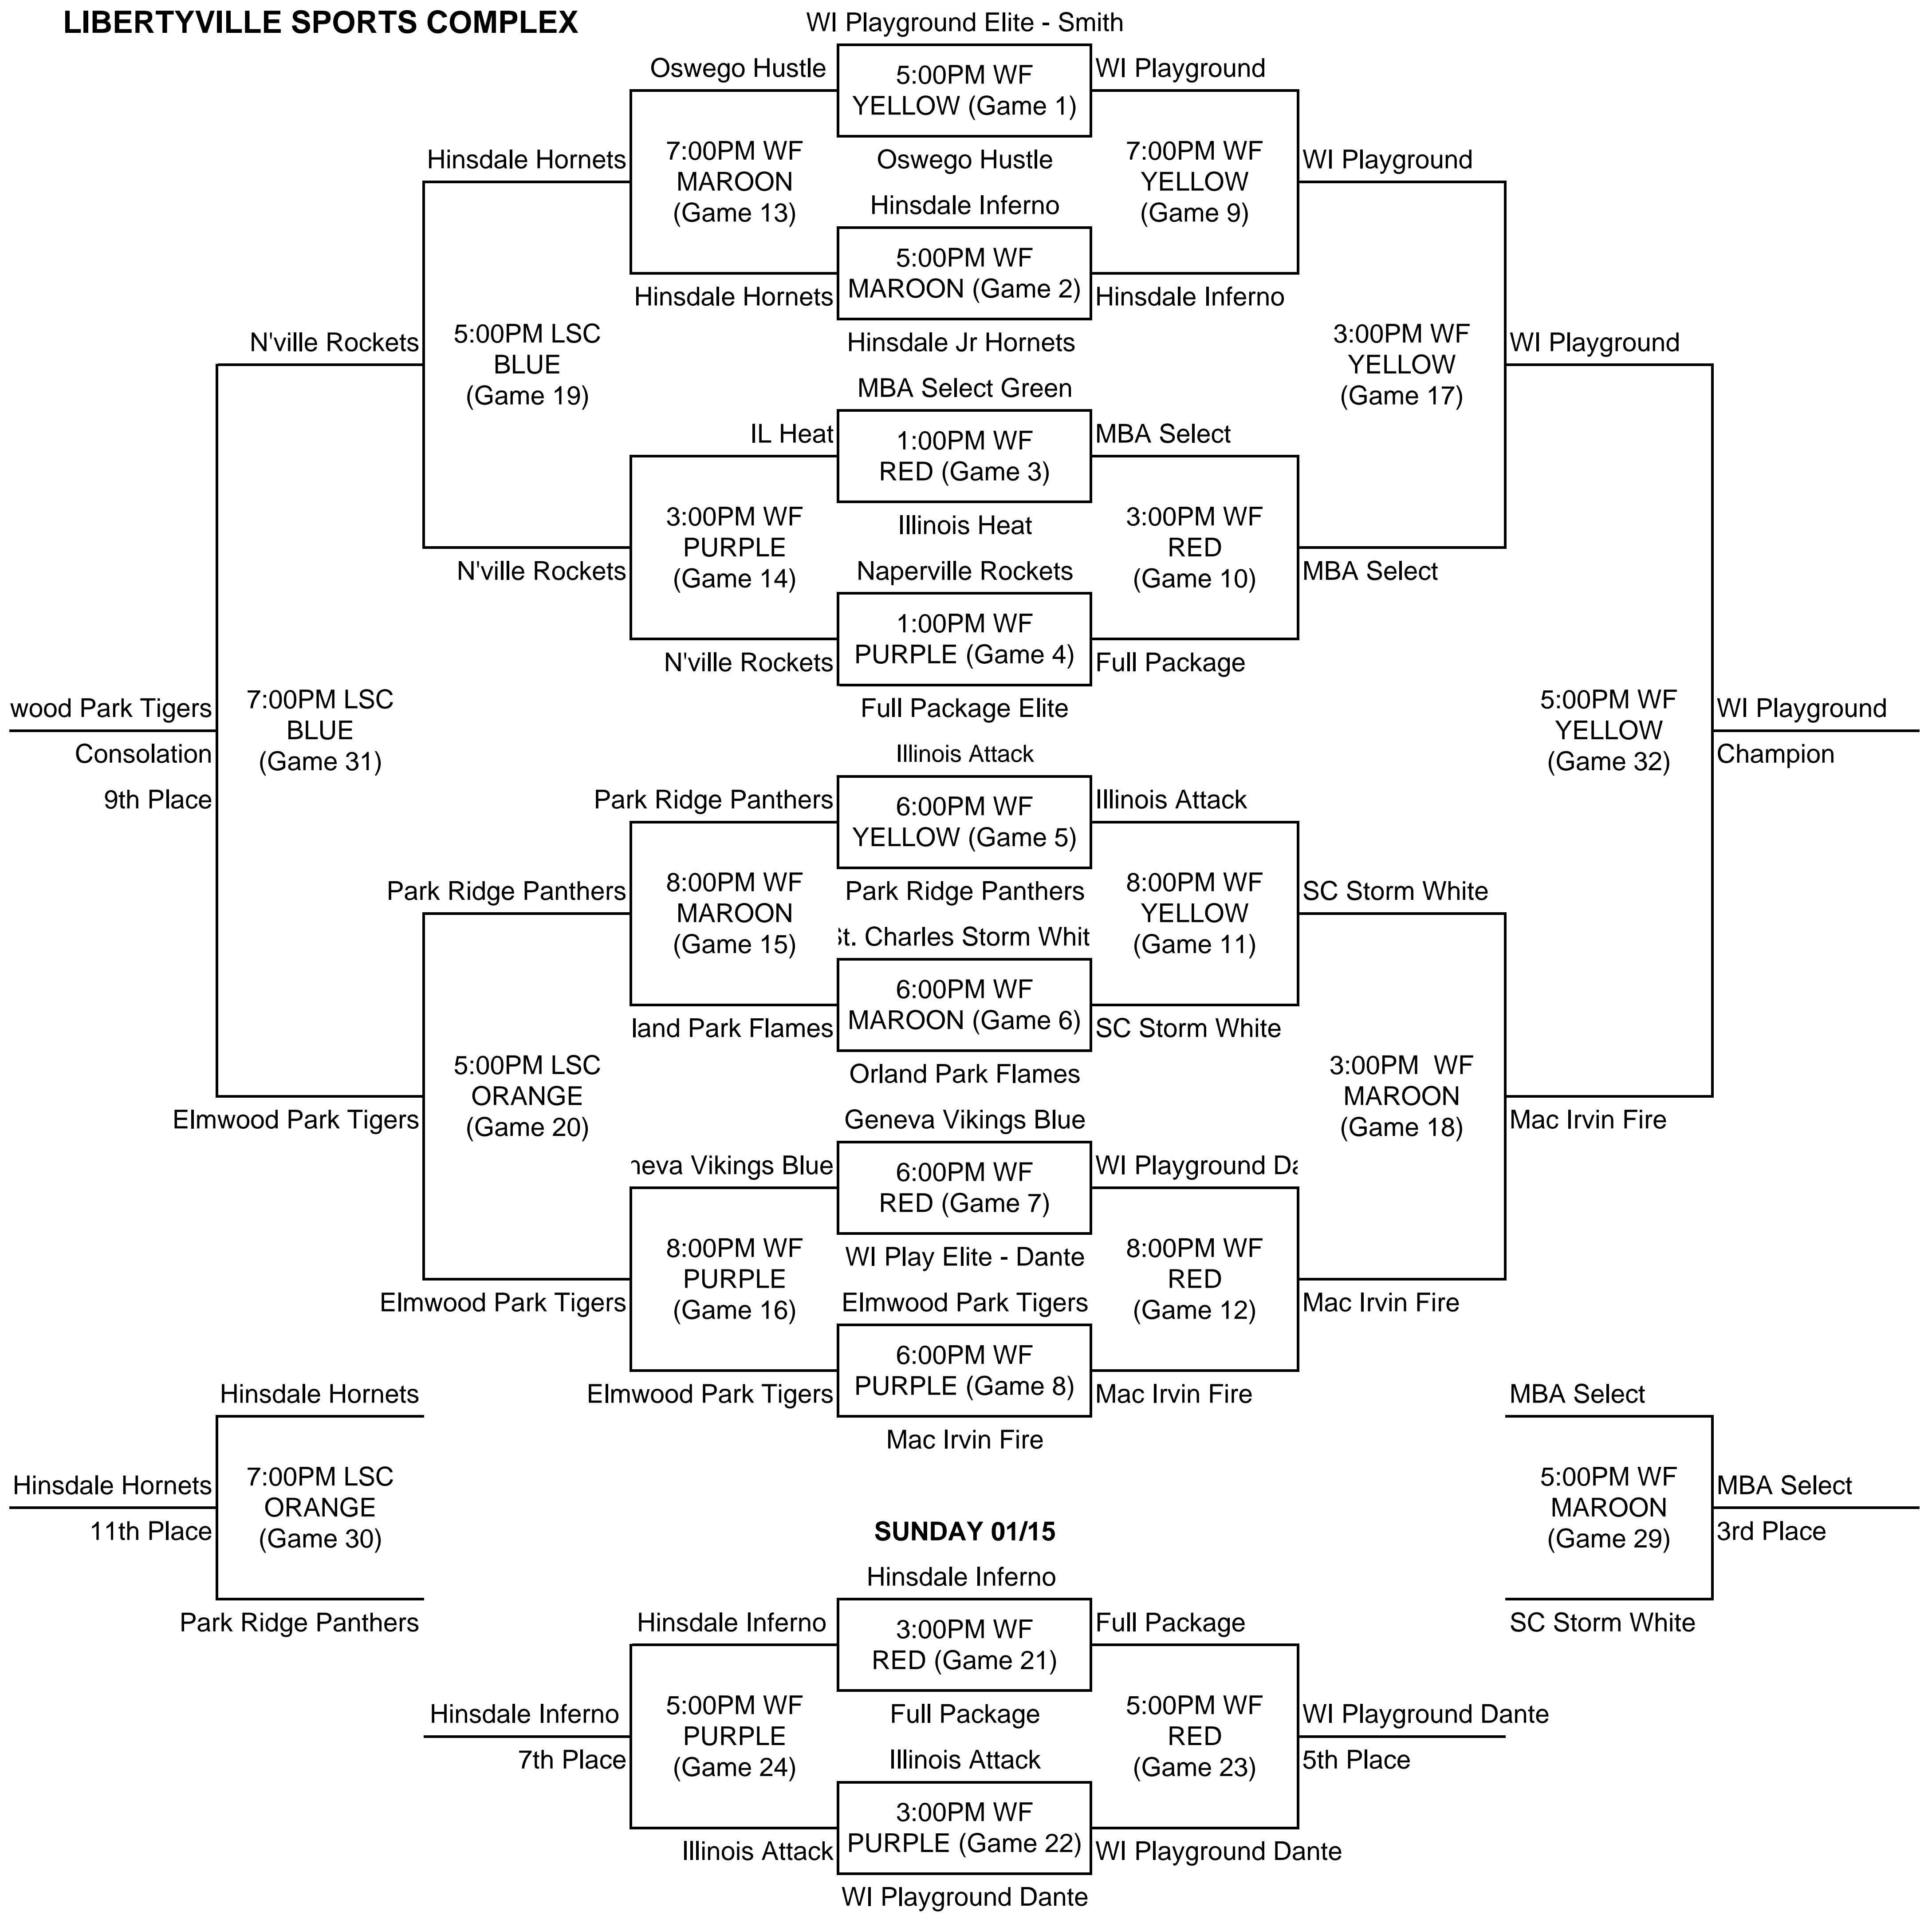 LIBERTYVILLE SPORTS COMPLEX
WI Playground Elite - Smith
Oswego Hustle
5:00PM WF
YELLOW (Game 1)
WI Playground
Hinsdale Hornets
7:00PM WF
MAROON
(Game 13)
Oswego Hustle
Hinsdale Inferno
7:00PM WF
YELLOW
(Game 9)
WI Playground
Hinsdale Hornets
5:00PM WF
MAROON (Game 2)
Hinsdale Inferno
N'ville Rockets
5:00PM LSC
BLUE
(Game 19)
Hinsdale Jr Hornets
MBA Select Green
3:00PM WF
YELLOW
(Game 17)
WI Playground
IL Heat
1:00PM WF
RED (Game 3)
MBA Select
N'ville Rockets
3:00PM WF
PURPLE
(Game 14)
Illinois Heat
Naperville Rockets
3:00PM WF
RED
(Game 10)
MBA Select
N'ville Rockets
1:00PM WF
PURPLE (Game 4)
Full Package
wood Park Tigers
Consolation
9th Place
7:00PM LSC
BLUE
(Game 31)
Full Package Elite
Illinois Attack
5:00PM WF
YELLOW
(Game 32)
WI Playground
Champion
Park Ridge Panthers
6:00PM WF
YELLOW (Game 5)
Illinois Attack
Park Ridge Panthers
8:00PM WF
MAROON
(Game 15)
Park Ridge Panthers
St. Charles Storm Whit
8:00PM WF
YELLOW
(Game 11)
SC Storm White
land Park Flames
6:00PM WF
MAROON (Game 6)
SC Storm White
Elmwood Park Tigers
5:00PM LSC
ORANGE
(Game 20)
Orland Park Flames
Geneva Vikings Blue
3:00PM  WF
MAROON
(Game 18)
Mac Irvin Fire
neva Vikings Blue
6:00PM WF
RED (Game 7)
WI Playground Da
Elmwood Park Tigers
8:00PM WF
PURPLE
(Game 16)
WI Play Elite - Dante
Elmwood Park Tigers
8:00PM WF
RED
(Game 12)
Mac Irvin Fire
Elmwood Park Tigers
6:00PM WF
PURPLE (Game 8)
Mac Irvin Fire
Mac Irvin Fire
Hinsdale Hornets
Hinsdale Hornets
11th Place
7:00PM LSC
ORANGE
(Game 30)
Park Ridge Panthers
MBA Select
5:00PM WF
MAROON
(Game 29)
MBA Select
3rd Place
SC Storm White
SUNDAY 01/15
Hinsdale Inferno
Hinsdale Inferno
3:00PM WF
RED (Game 21)
Full Package
Hinsdale Inferno
7th Place
5:00PM WF
PURPLE
(Game 24)
Full Package
Illinois Attack
5:00PM WF
RED
(Game 23)
WI Playground Dante
5th Place
Illinois Attack
3:00PM WF
PURPLE (Game 22)
WI Playground Dante
WI Playground Dante